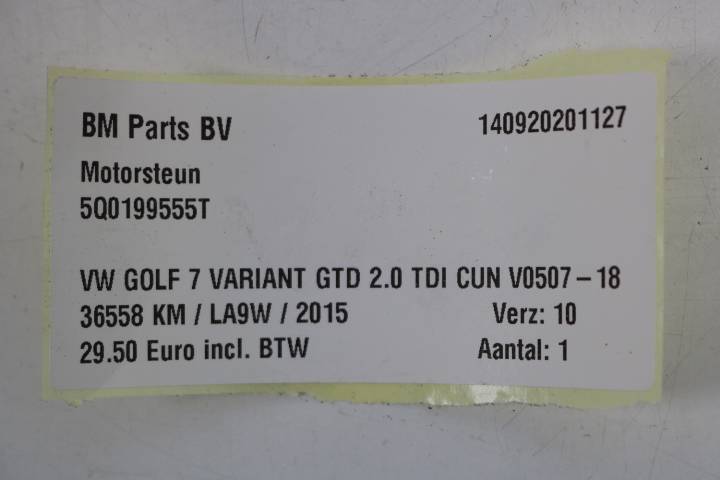 BM Parts BV 140920201127
Motorsteun
5Q0199555T
VW GOLF 7 VARIANT GTD 2.0 TDI CUN V0507-18
36558 KM / LA9W / 2015 Verz: 10
29.50 Euro incl. BTW Aantal: 1